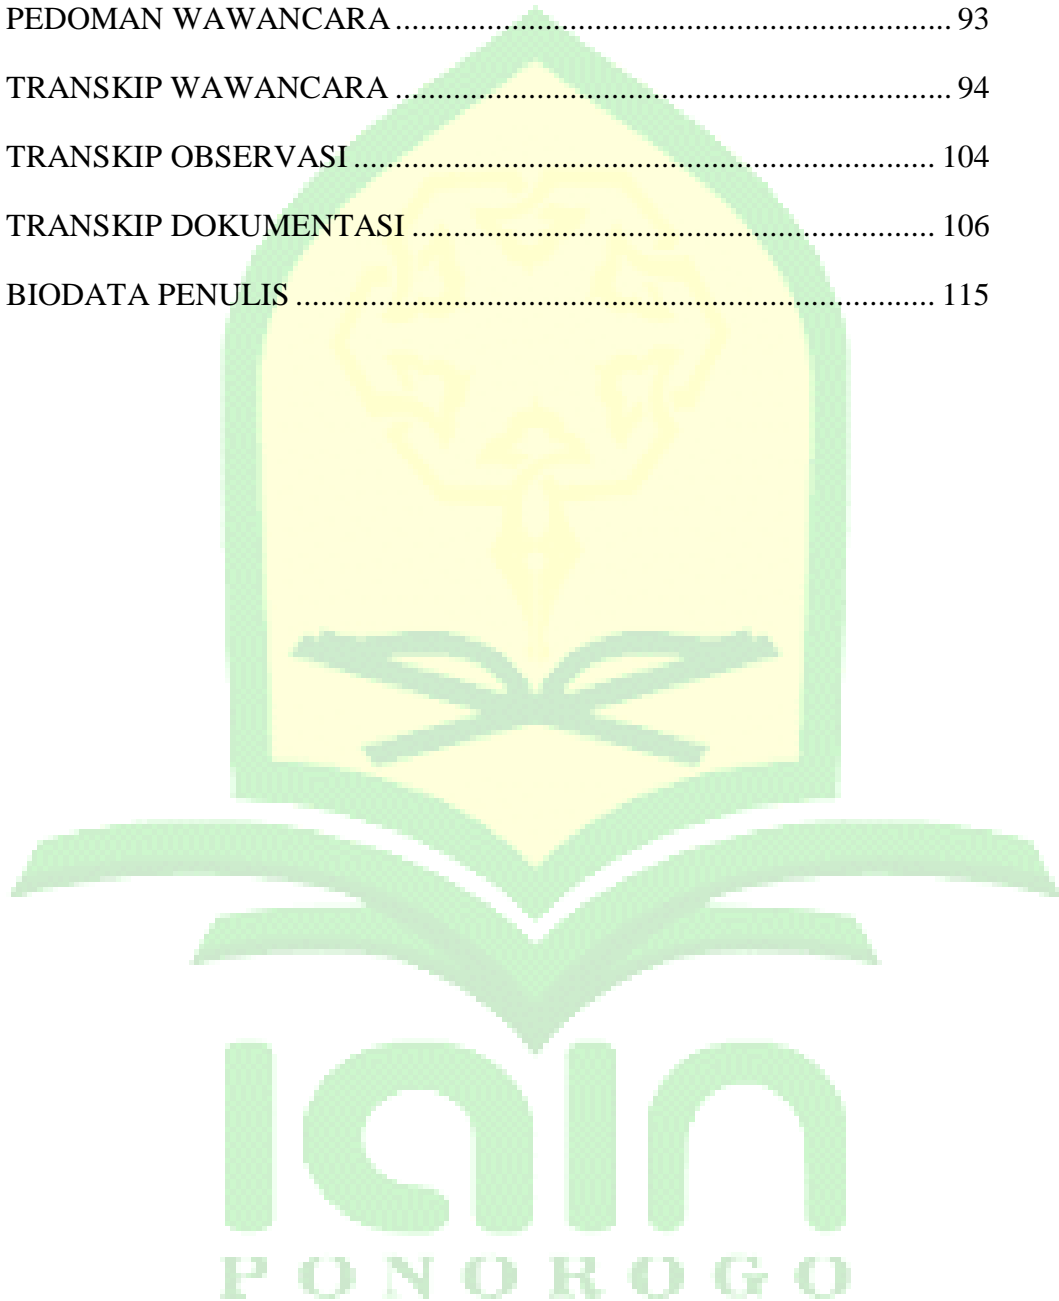 PEDOMAN WAWANCARA ................................................................... 93
TRANSKIP WAWANCARA ................................................................... 94
TRANSKIP OBSERVASI ...................................................................... 104
TRANSKIP DOKUMENTASI ............................................................... 106
BIODATA PENULIS ............................................................................. 115
iain
PONOROGO